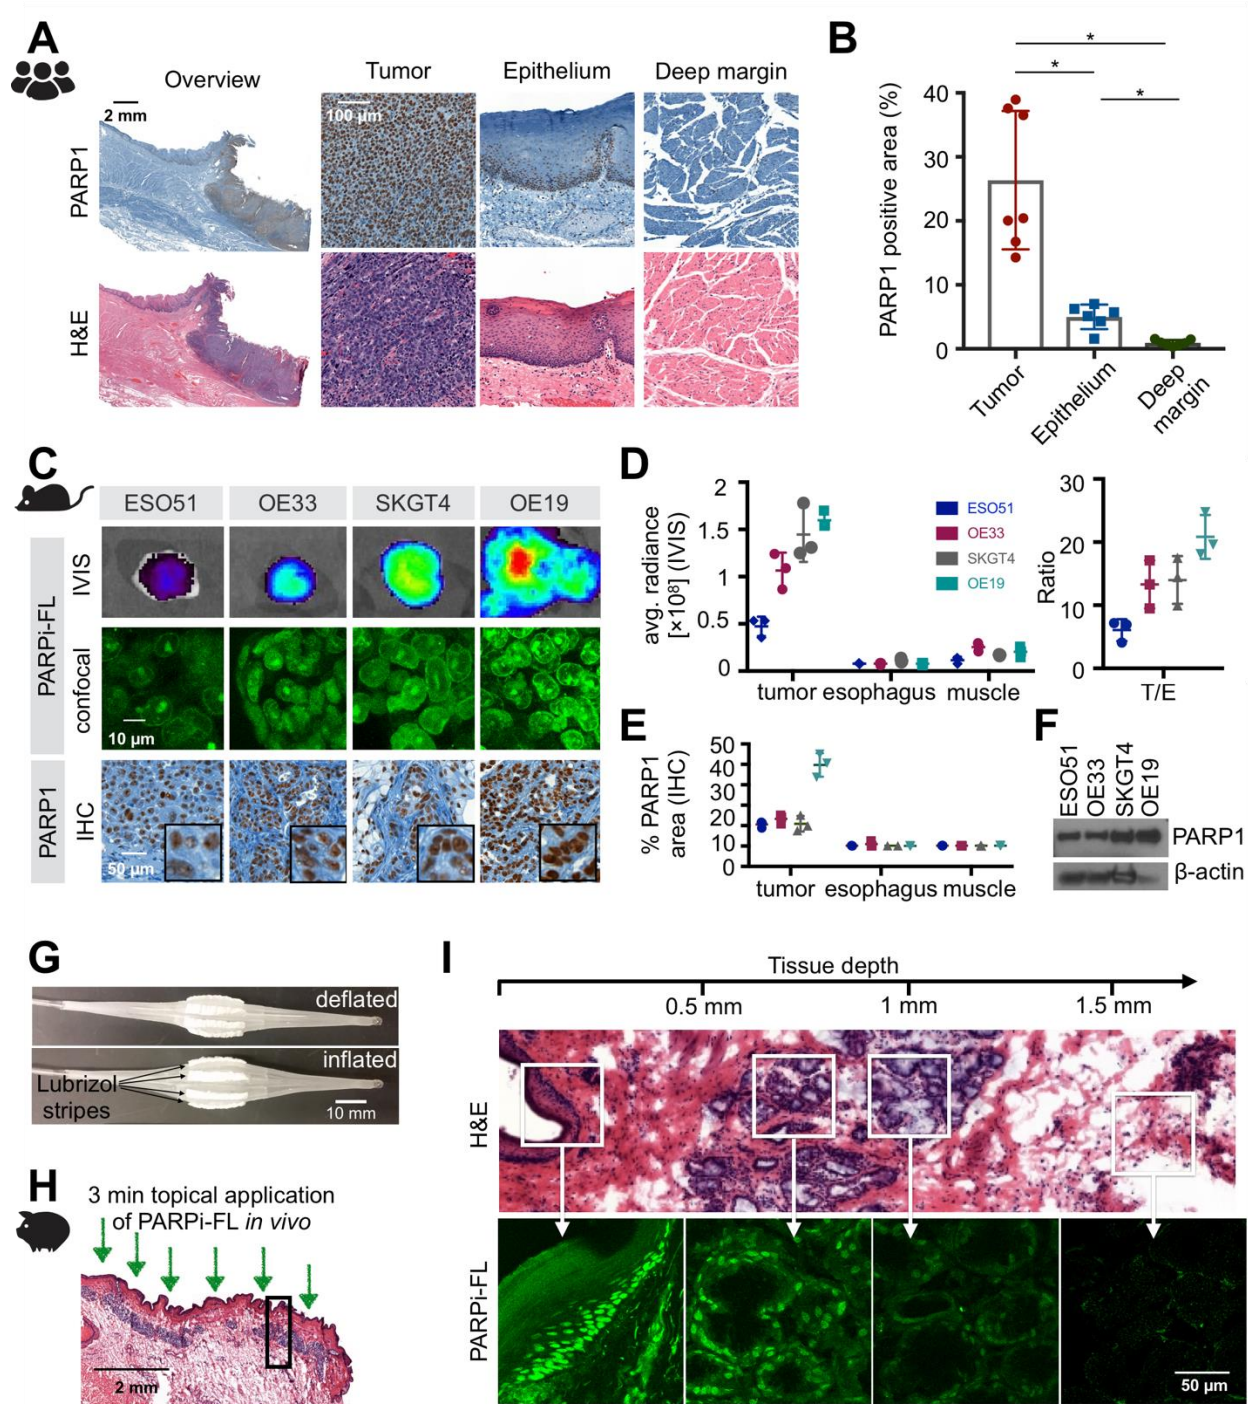 A
Overview
Tumor
Epithelium
Deep margin
2 mm
100 µm
PARP1
H&E
B
*
*
*
PARP1 positive area (%)
40
30
20
10
0
Tumor
Epithelium
Deep
margin
C
ESO51
OE33
SKGT4
OE19
PARPi-FL
IVIS
confocal
10 µm
PARP1
IHC
50 µm
D
avg. radiance
[×10⁸] (IVIS)
2
1.5
1
0.5
0
ESO51
OE33
SKGT4
OE19
tumor
esophagus
muscle
Ratio
30
20
10
0
T/E
E
% PARP1
area (IHC)
50
40
30
20
10
0
tumor
esophagus
muscle
F
ESO51
OE33
SKGT4
OE19
PARP1
β-actin
G
deflated
inflated
Lubrizol
stripes
10 mm
H
3 min topical application
of PARPi-FL in vivo
2 mm
I
Tissue depth
0.5 mm
1 mm
1.5 mm
H&E
PARPi-FL
50 µm